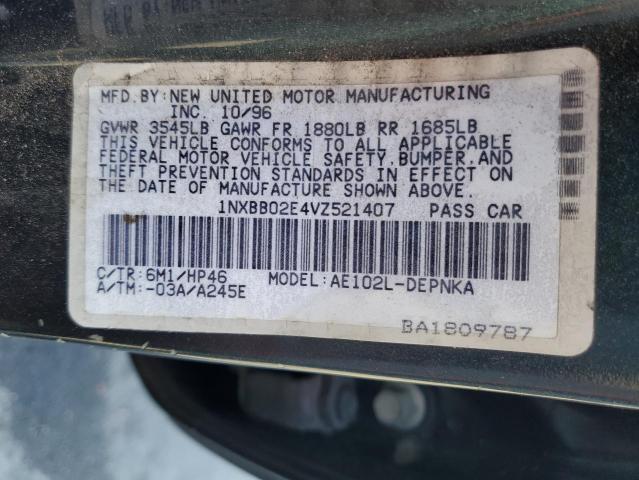 MFD. BY: NEW UNITED MOTOR MANUFACTURING
INC. 10/96
GVWR 3545LB GAWR FR 1880LB RR 1685LB
THIS VEHICLE CONFORMS TO ALL APPLICABLE
FEDERAL MOTOR VEHICLE SAFETY, BUMPER, AND
THEFT PREVENTION STANDARDS IN EFFECT ON
THE DATE OF MANUFACTURE SHOWN ABOVE.
1NXBB02E4VZ521407 PASS CAR
C/TR: 6M1/HP46 MODEL: AE102L-DEPNKA
A/TM: -03A/A245E
BA1809787